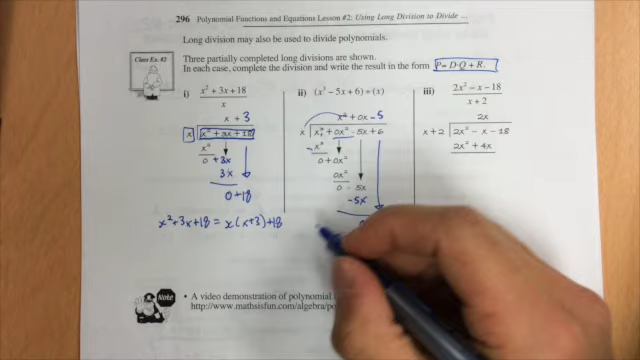 296 Polynomial Functions and Equations Lesson #2: Using Long Division to Divide ...
Long division may also be used to divide polynomials.
Class Ex. #2
Three partially completed long divisions are shown.
In each case, complete the division and write the result in the form P = D·Q + R.
i) x² + 3x + 18
x
x + 3
x x² + 3x + 18
x²
0 +3x
3x
0 + 18
x² + 3x + 18 = x(x+3) + 18
ii) (x³ − 5x + 6) ÷ (x)
x² + 0x − 5
x x³ + 0x² − 5x + 6
− x³
0 + 0x²
0x²
0 − 5x
−5x
iii) 2x² − x − 18
x + 2
2x
x + 2 2x² − x − 18
2x² + 4x
Note
• A video demonstration of polynomial
http://www.mathsisfun.com/algebra/po